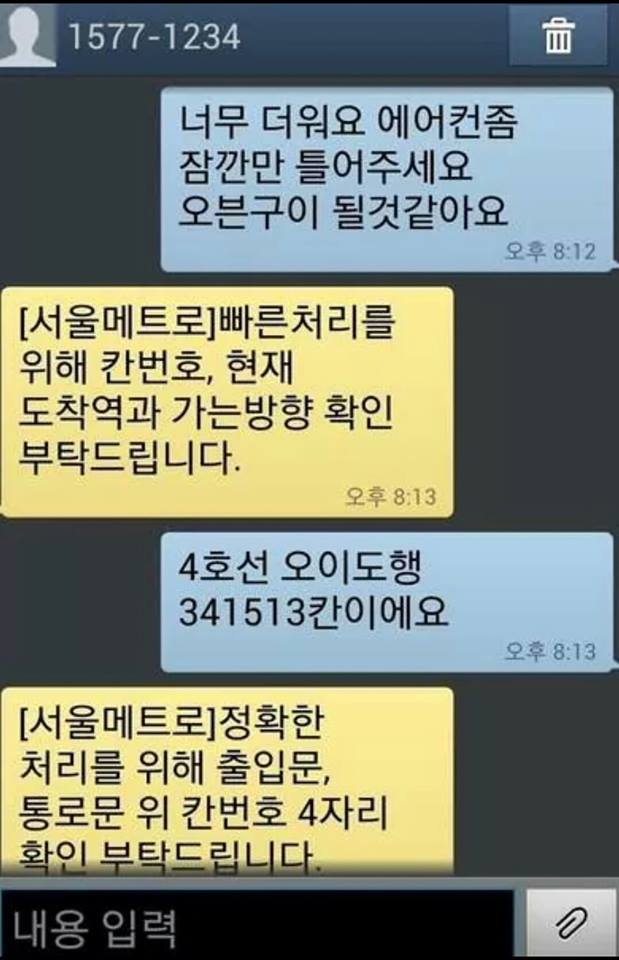 1577-1234
너무 더워요 에어컨좀
잠깐만 틀어주세요
오븐구이 될것같아요
오후 8:12
[서울메트로]빠른처리를
위해 칸번호, 현재
도착역과 가는방향 확인
부탁드립니다.
오후 8:13
4호선 오이도행
341513칸이에요
오후 8:13
[서울메트로]정확한
처리를 위해 출입문,
통로문 위 칸번호 4자리
확인 부탁드립니다.
내용 입력